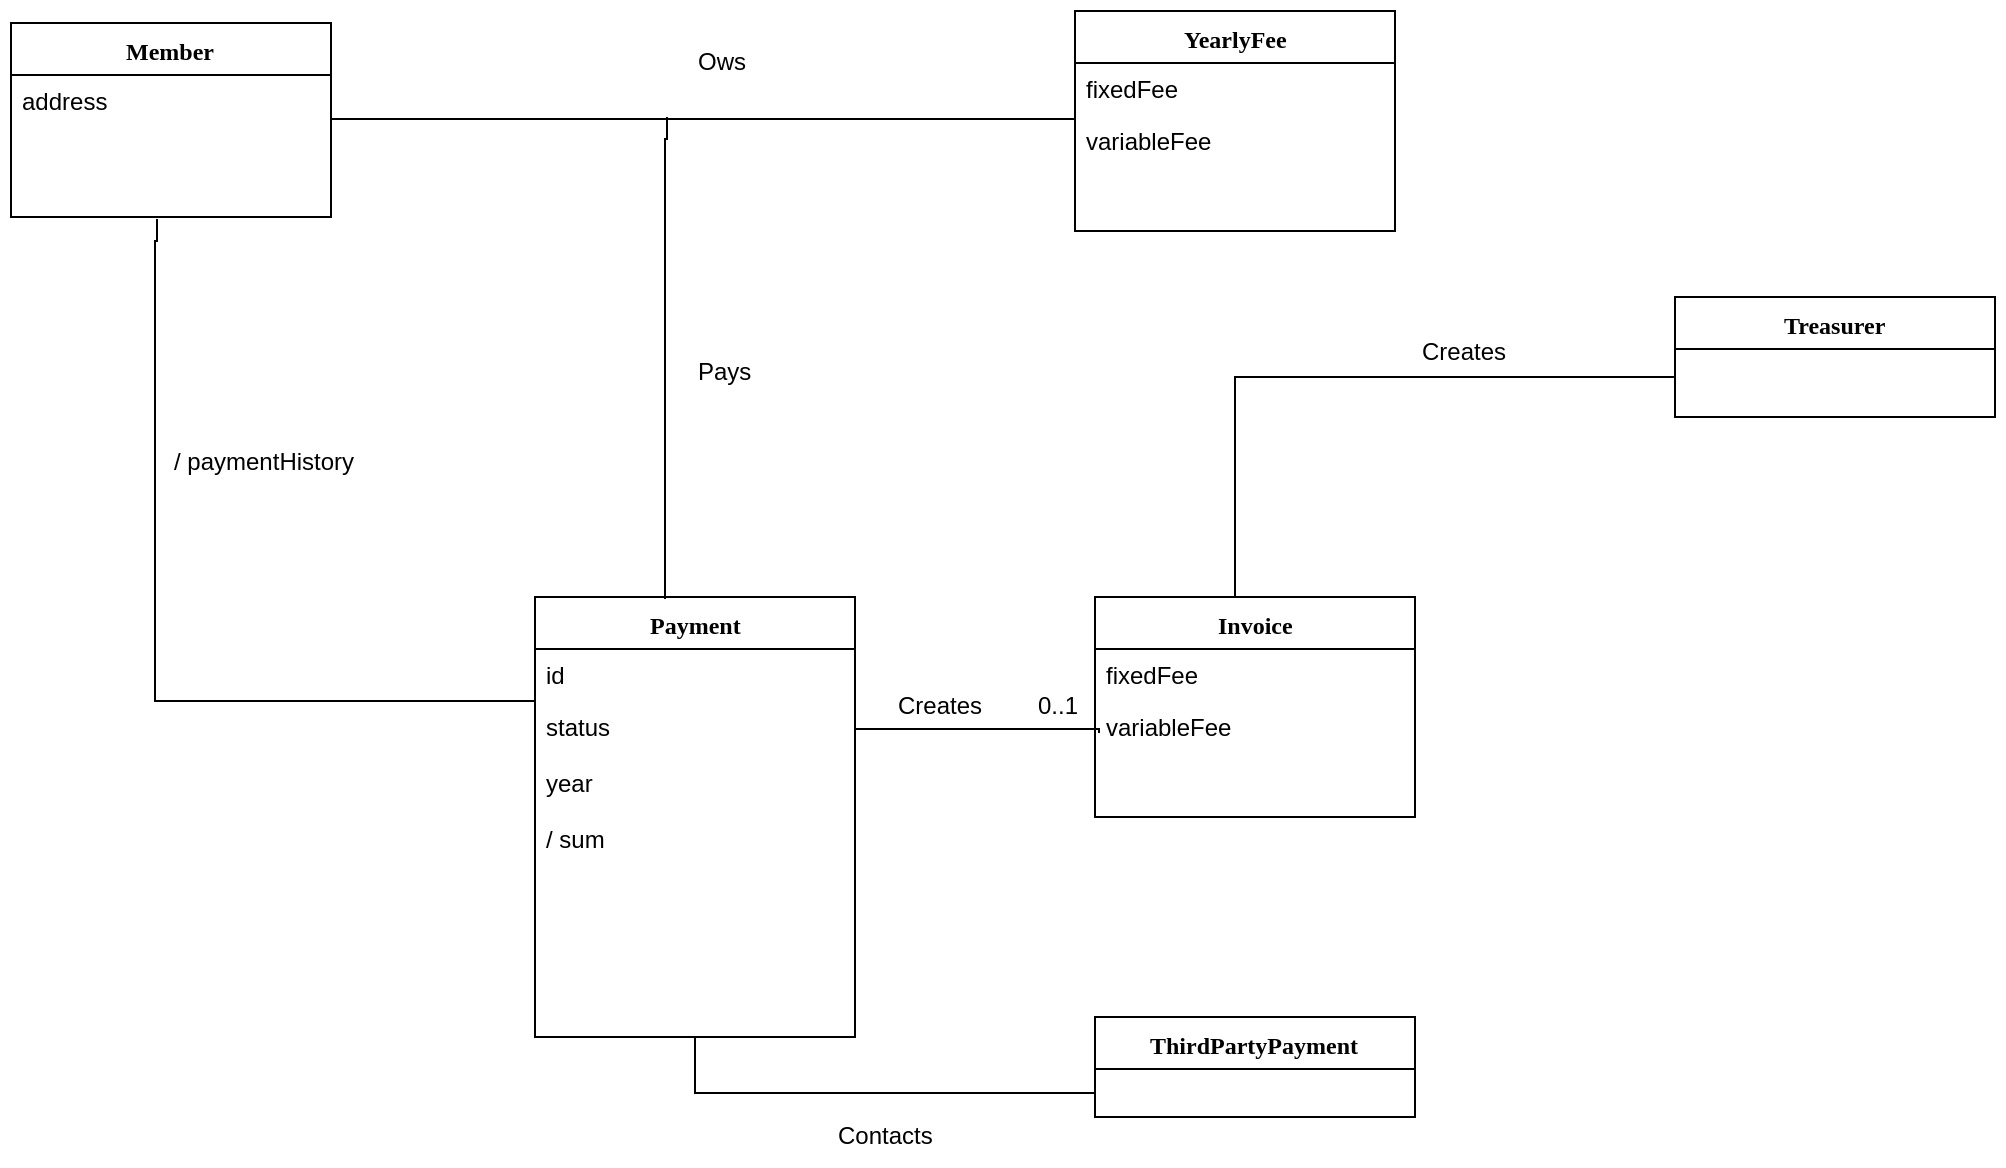 Member
address
Ows
YearlyFee
fixedFee
variableFee
Treasurer
Creates
Pays
/ paymentHistory
Payment
id
status
year
/ sum
Creates
0..1
Invoice
fixedFee
variableFee
ThirdPartyPayment
Contacts